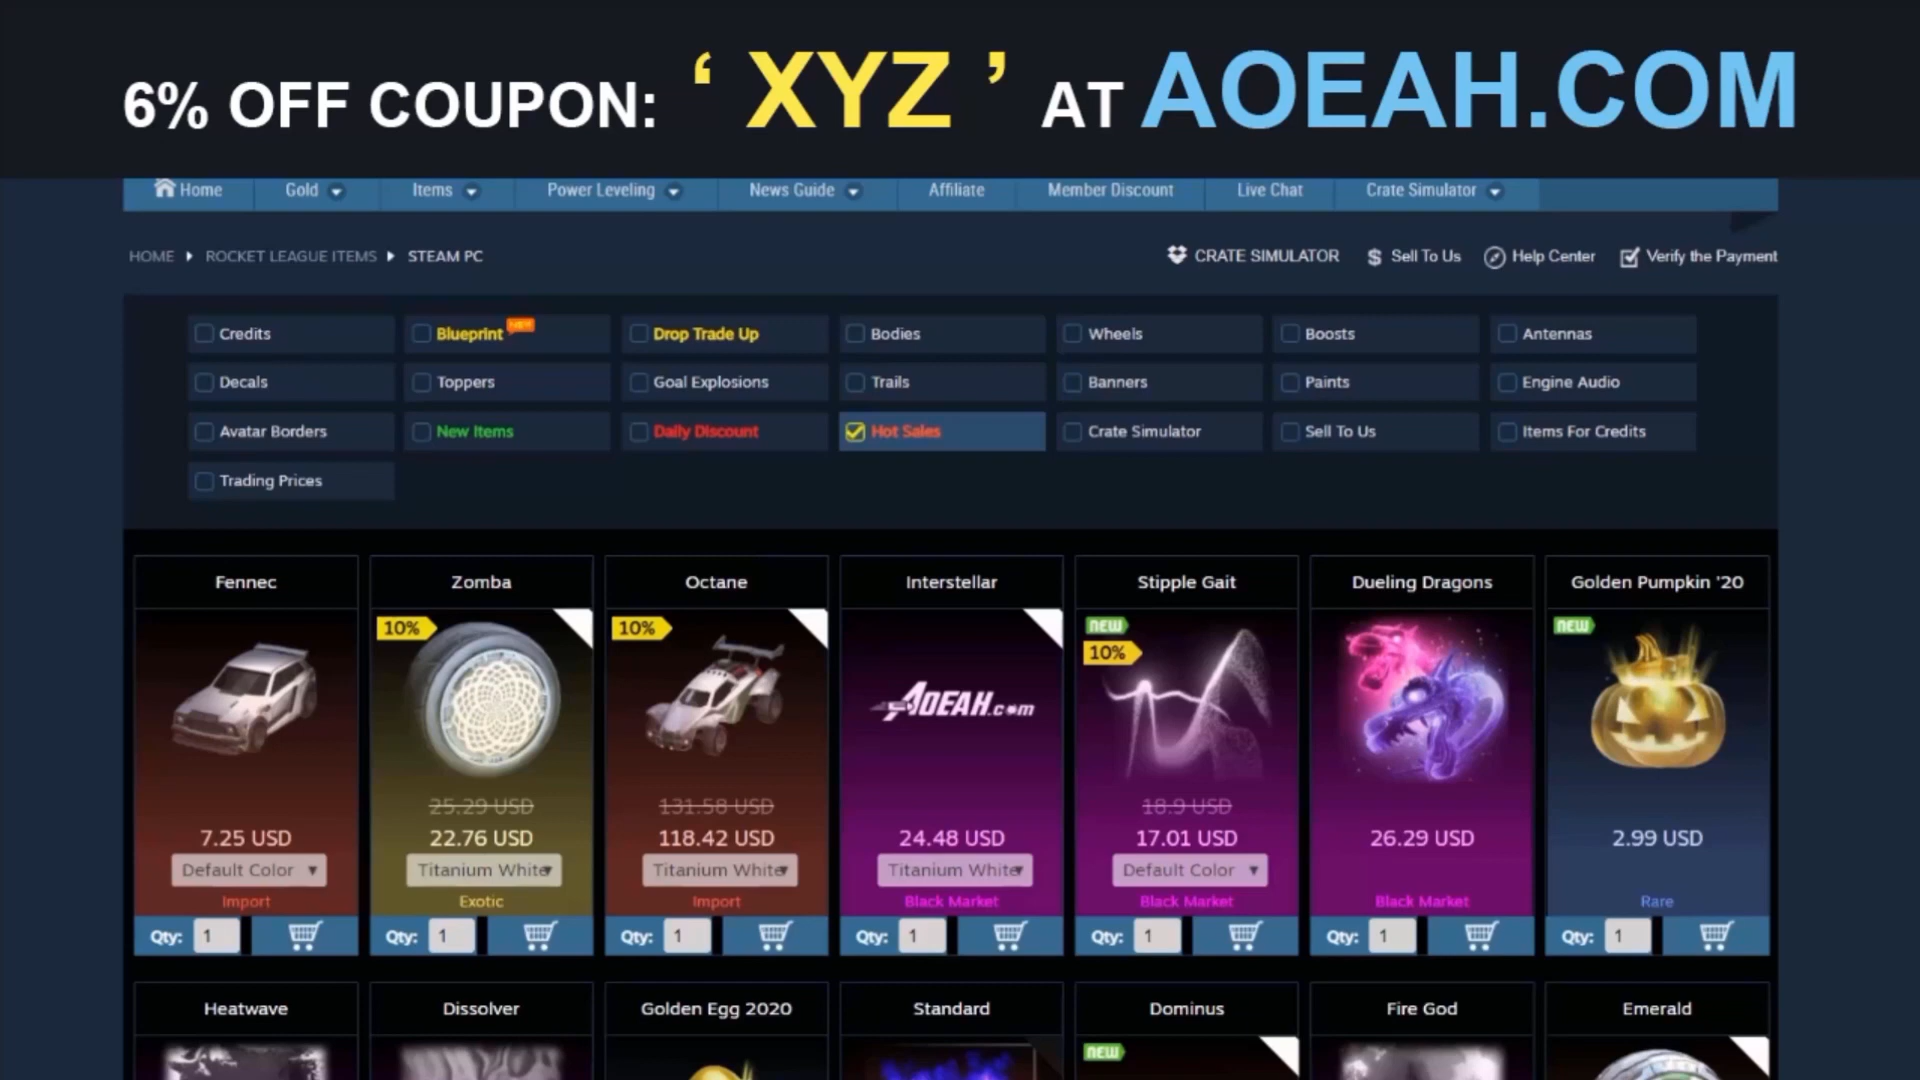 6% OFF COUPON: ‘ XYZ ’ AT AOEAH.COM
Home Gold Items Power Leveling News Guide Affiliate Member Discount Live Chat Crate Simulator
HOME ROCKET LEAGUE ITEMS STEAM PC CRATE SIMULATOR $ Sell To Us Help Center Verify the Payment
Credits Blueprint NEW Drop Trade Up Bodies Wheels Boosts Antennas
Decals Toppers Goal Explosions Trails Banners Paints Engine Audio
Avatar Borders New Items Daily Discount Hot Sales Crate Simulator Sell To Us Items For Credits
Trading Prices
Fennec Zomba Octane Interstellar Stipple Gait Dueling Dragons Golden Pumpkin '20
10% 10% NEW NEW
10%
AOEAH.com
25.29 USD 131.58 USD 18.9 USD
7.25 USD 22.76 USD 118.42 USD 24.48 USD 17.01 USD 26.29 USD 2.99 USD
Default Color Titanium White Titanium White Titanium White Default Color
Import Exotic Import Black Market Black Market Black Market Rare
Qty: 1 Qty: 1 Qty: 1 Qty: 1 Qty: 1 Qty: 1 Qty: 1
Heatwave Dissolver Golden Egg 2020 Standard Dominus Fire God Emerald
NEW